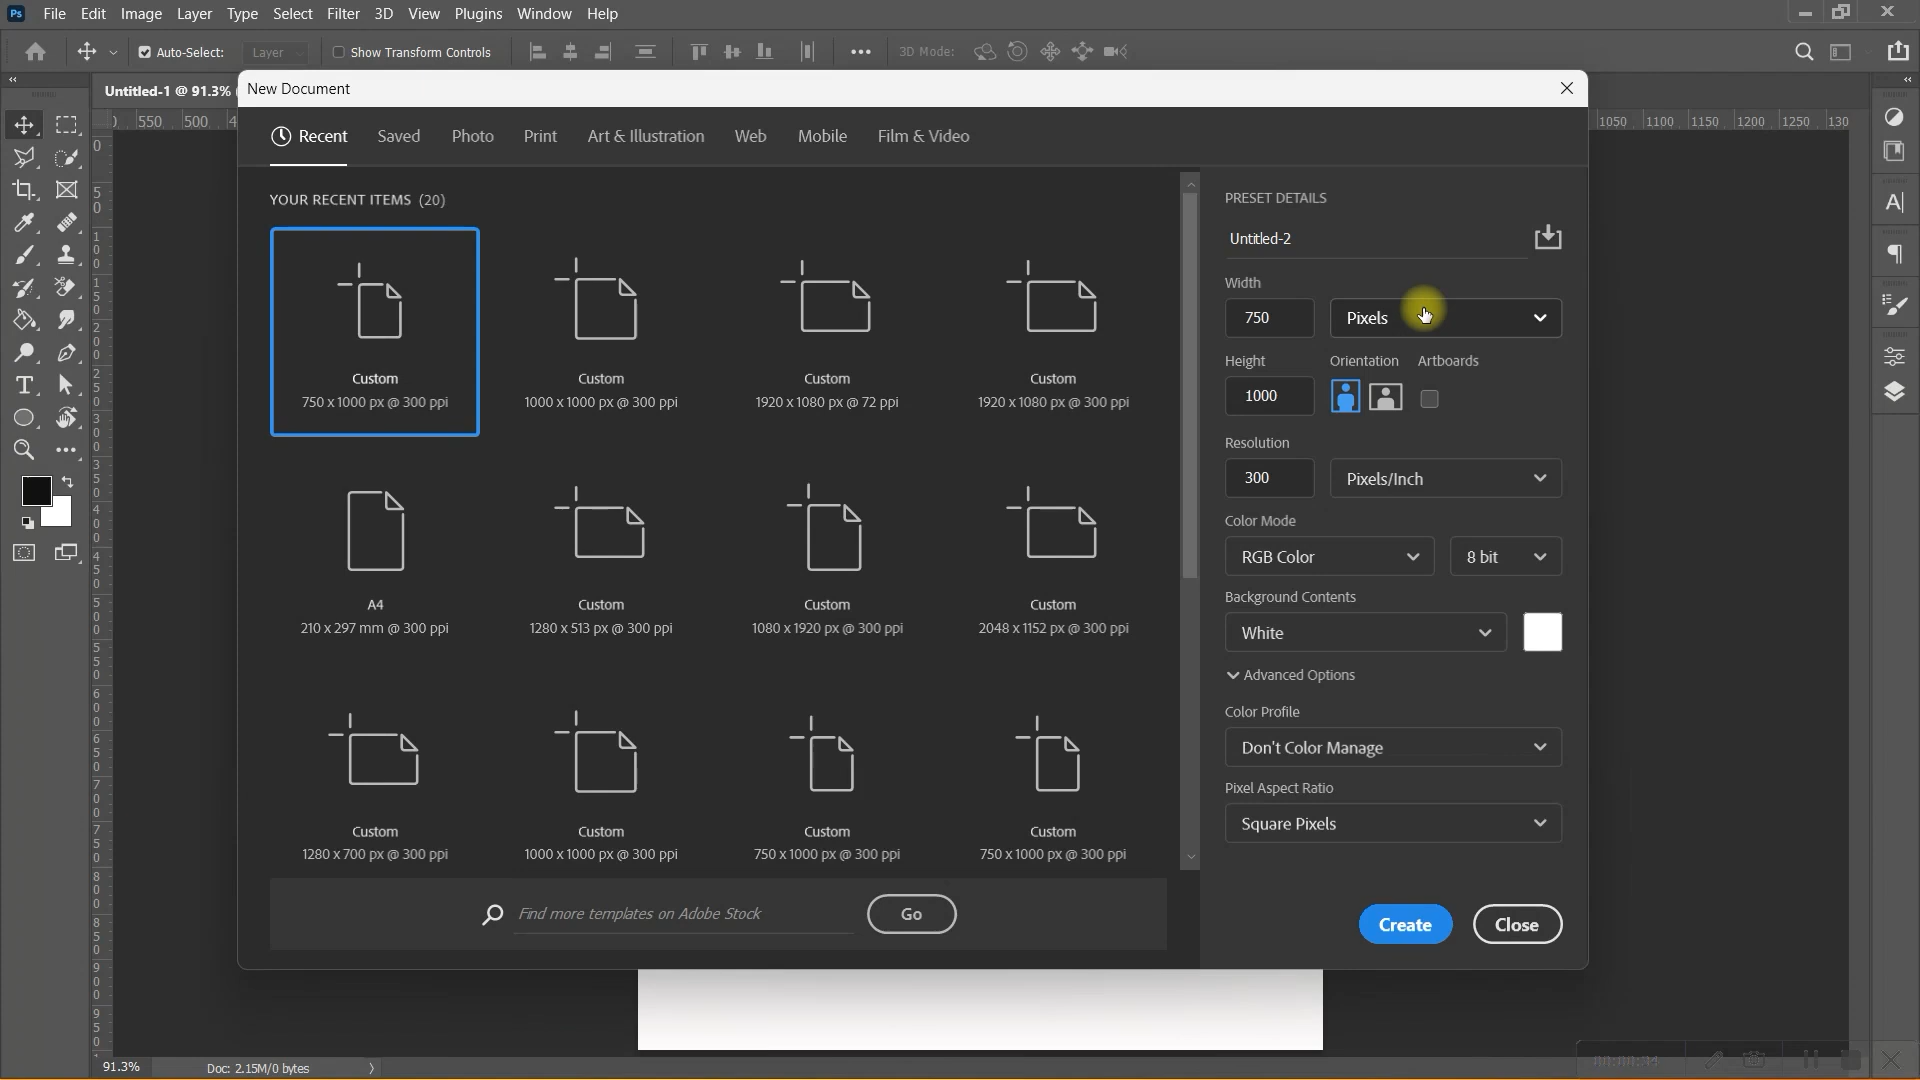 Ps File Edit Image Layer Type Select Filter 3D View Plugins Window Help
Auto-Select: Layer Show Transform Controls 3D Mode:
Untitled-1 @ 91.3%
New Document
550 500 1050 1100 1150 1200 1250 130
Recent Saved Photo Print Art & Illustration Web Mobile Film & Video
YOUR RECENT ITEMS (20)
Custom
750 x 1000 px @ 300 ppi
Custom
1000 x 1000 px @ 300 ppi
Custom
1920 x 1080 px @ 72 ppi
Custom
1920 x 1080 px @ 300 ppi
A4
210 x 297 mm @ 300 ppi
Custom
1280 x 513 px @ 300 ppi
Custom
1080 x 1920 px @ 300 ppi
Custom
2048 x 1152 px @ 300 ppi
Custom
1280 x 700 px @ 300 ppi
Custom
1000 x 1000 px @ 300 ppi
Custom
750 x 1000 px @ 300 ppi
Custom
750 x 1000 px @ 300 ppi
Find more templates on Adobe Stock Go
PRESET DETAILS
Untitled-2
Width
750 Pixels
Height Orientation Artboards
1000
Resolution
300 Pixels/Inch
Color Mode
RGB Color 8 bit
Background Contents
White
Advanced Options
Color Profile
Don't Color Manage
Pixel Aspect Ratio
Square Pixels
Create Close
91.3% Doc: 2.15M/0 bytes